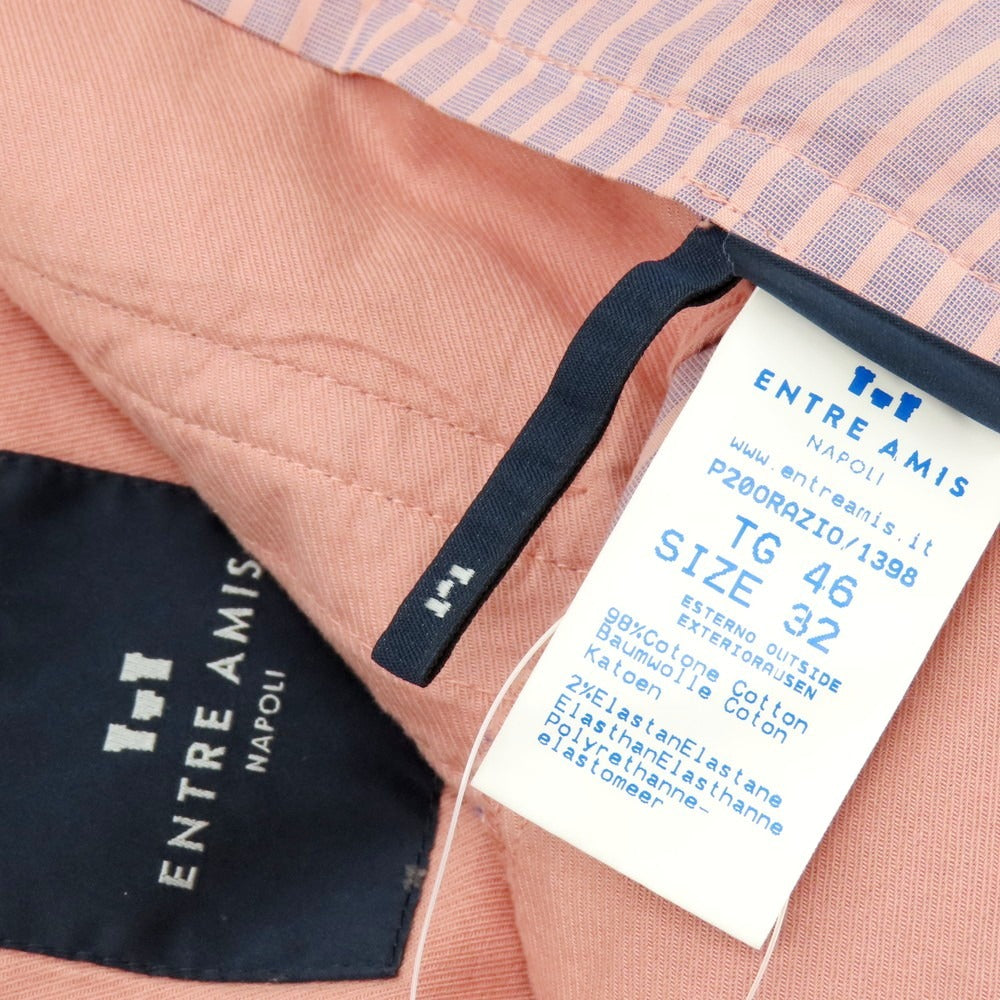 ENTRE AMIS
NAPOLI
www.entreamis.it
P20ORAZIO/1398
TG 46
SIZE 32
ESTERNO OUTSIDE
EXTERIORAUSEN
98%Cotone Cotton
Baumwolle Coton
Katoen
2%ElastanElastane
ElasthanElasthanne
Polyrethanne-
elastomeer
ENTRE AMIS
NAPOLI